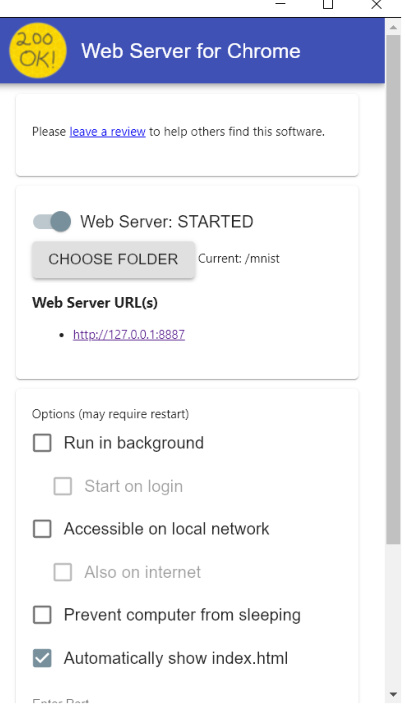 200
OK!
Web Server for Chrome
Please leave a review to help others find this software.
Web Server: STARTED
CHOOSE FOLDER Current: /mnist
Web Server URL(s)
• http://127.0.0.1:8887
Options (may require restart)
Run in background
Start on login
Accessible on local network
Also on internet
Prevent computer from sleeping
Automatically show index.html
Enter Port